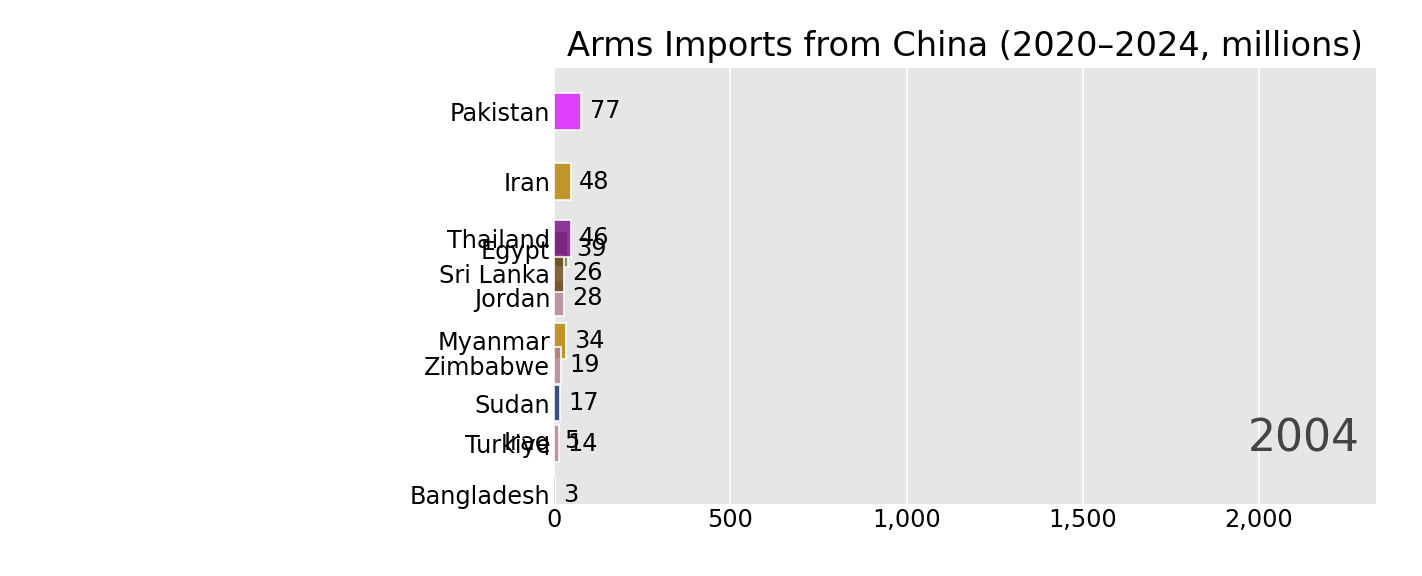 Arms Imports from China (2020–2024, millions)
Pakistan 77
Iran 48
Thailand 46
Egypt 39
Sri Lanka 26
Jordan 28
Myanmar 34
Zimbabwe 19
Sudan 17
Iraq 5
Turkiye 14
2004
Bangladesh 3
0 500 1,000 1,500 2,000